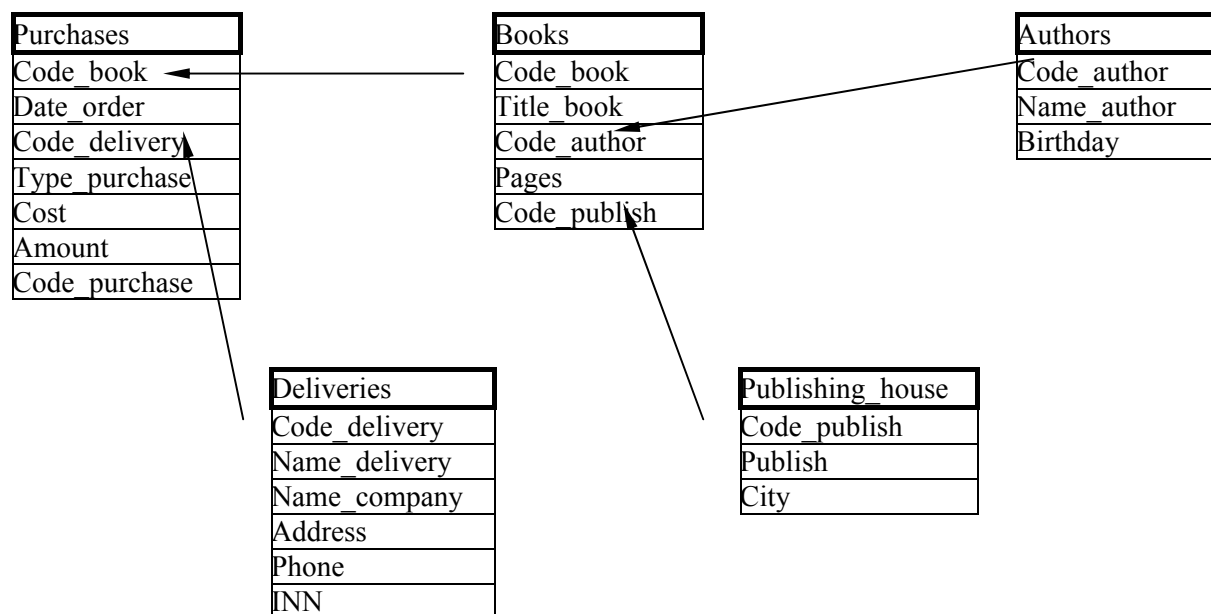 Purchases
Code_book
Date_order
Code_delivery
Type_purchase
Cost
Amount
Code_purchase
Books
Code_book
Title_book
Code_author
Pages
Code_publish
Authors
Code_author
Name_author
Birthday
Deliveries
Code_delivery
Name_delivery
Name_company
Address
Phone
INN
Publishing_house
Code_publish
Publish
City